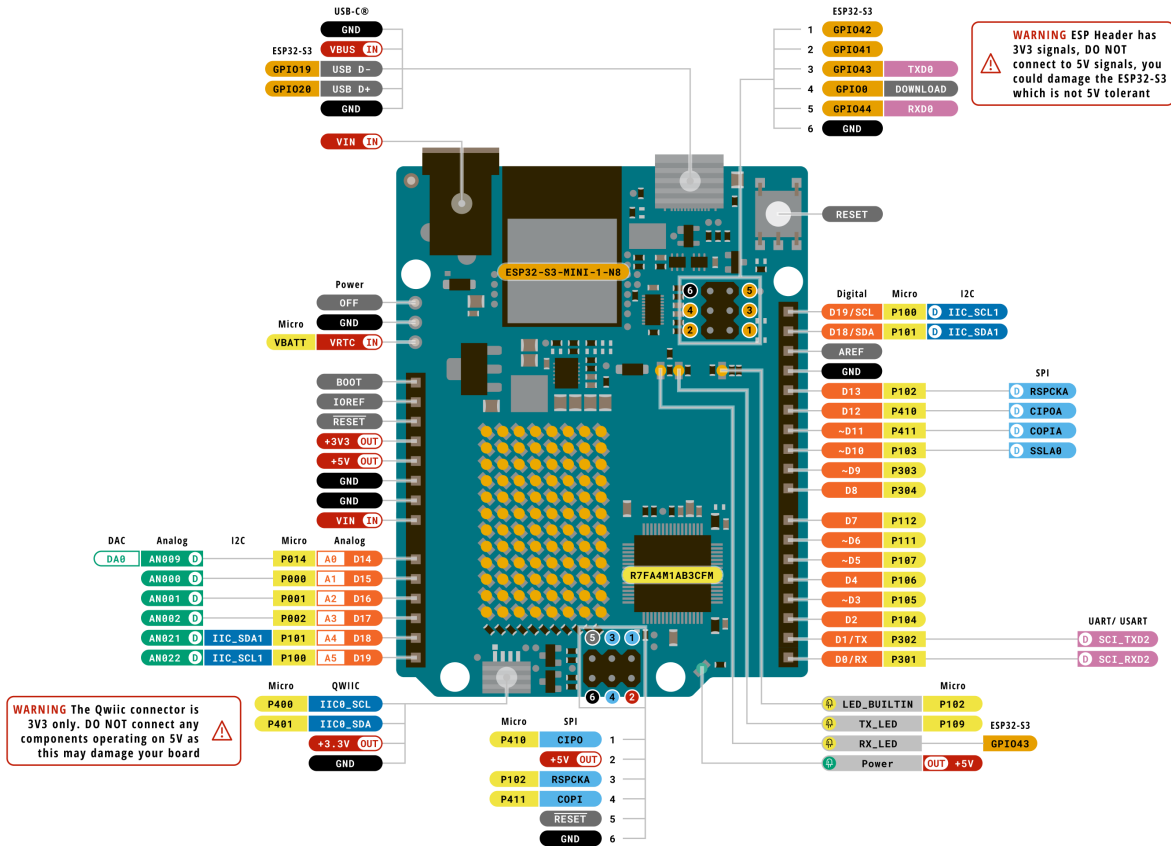 USB-C®
GND
VBUS IN
ESP32-S3
GPIO19 USB D-
GPIO20 USB D+
GND
VIN IN
ESP32-S3
1 GPIO42
2 GPIO41
3 GPIO43 TXD0
4 GPIO0 DOWNLOAD
5 GPIO44 RXD0
6 GND
WARNING ESP Header has
3V3 signals, DO NOT
connect to 5V signals, you
could damage the ESP32-S3
which is not 5V tolerant
RESET
ESP32-S3-MINI-1-N8
6 5
4 3
2 1
Power
OFF
GND
Micro
VBATT VRTC IN
BOOT
IOREF
RESET
+3V3 OUT
+5V OUT
GND
GND
VIN IN
DAC Analog I2C Micro Analog
DA0 AN009 D P014 A0 D14
AN000 D P000 A1 D15
AN001 D P001 A2 D16
AN002 D P002 A3 D17
AN021 D IIC_SDA1 P101 A4 D18
AN022 D IIC_SCL1 P100 A5 D19
Digital Micro I2C
D19/SCL P100 D IIC_SCL1
D18/SDA P101 D IIC_SDA1
AREF
GND
SPI
D13 P102 D RSPCKA
D12 P410 D CIPOA
~D11 P411 D COPIA
~D10 P103 D SSLA0
~D9 P303
D8 P304
D7 P112
~D6 P111
~D5 P107
D4 P106
~D3 P105
D2 P104
UART/ USART
D1/TX P302 D SCI_TXD2
D0/RX P301 D SCI_RXD2
R7FA4M1AB3CFM
5 3 1
6 4 2
WARNING The Qwiic connector is
3V3 only. DO NOT connect any
components operating on 5V as
this may damage your board
Micro QWIIC
P400 IIC0_SCL
P401 IIC0_SDA
+3.3V OUT
GND
Micro SPI
P410 CIPO 1
+5V OUT 2
P102 RSPCKA 3
P411 COPI 4
RESET 5
GND 6
Micro
LED_BUILTIN P102
TX_LED P109
ESP32-S3
RX_LED GPIO43
Power OUT +5V